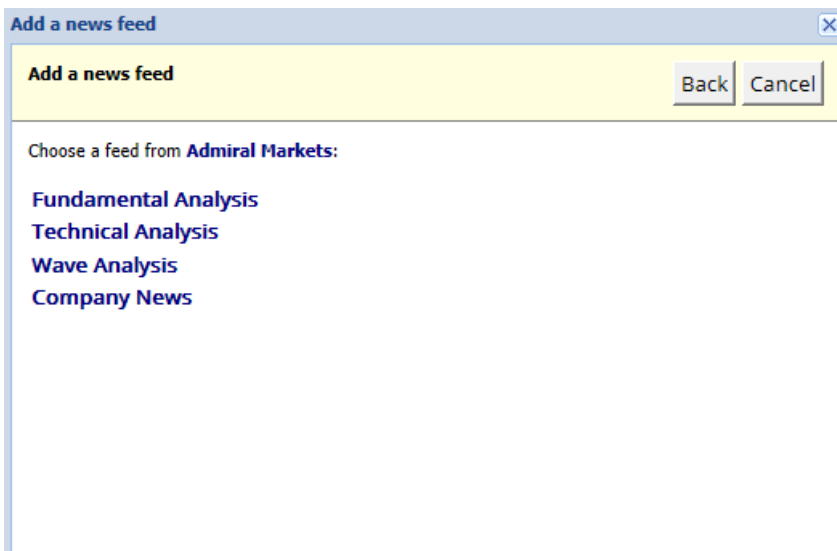 Add a news feed
Add a news feed
Back Cancel
Choose a feed from Admiral Markets:
Fundamental Analysis
Technical Analysis
Wave Analysis
Company News